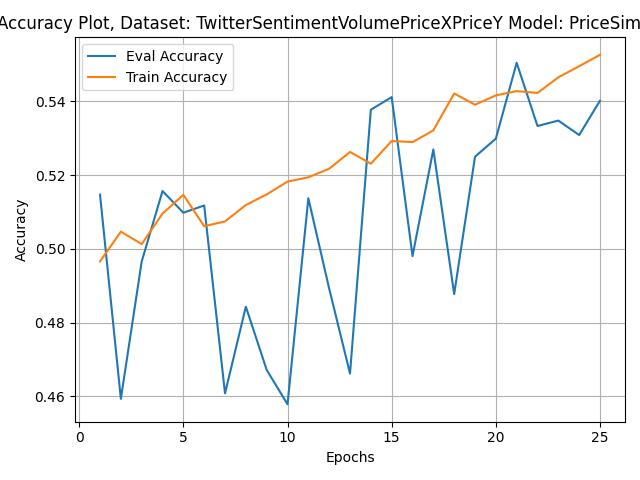 Accuracy Plot, Dataset: TwitterSentimentVolumePriceXPriceY Model: PriceSim
Eval Accuracy
Train Accuracy
Accuracy
0.54
0.52
0.50
0.48
0.46
0 5 10 15 20 25
Epochs